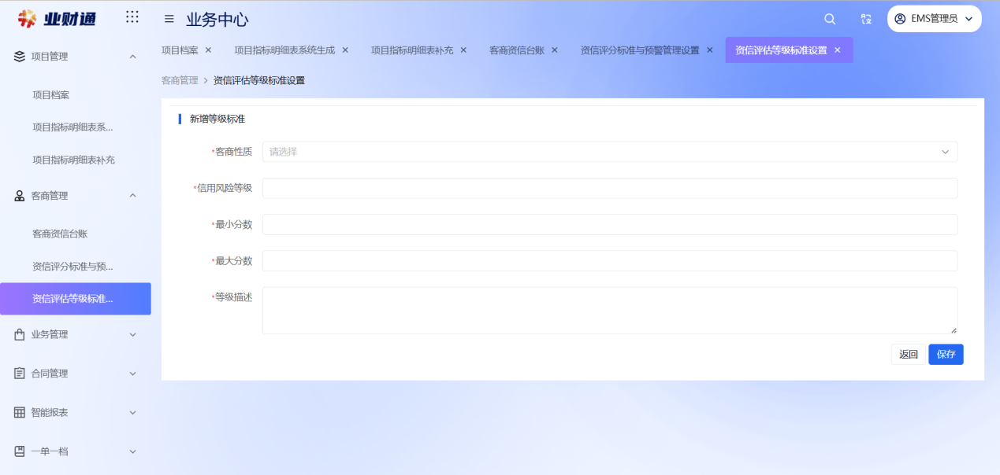 业财通
业务中心
EMS管理员
项目管理
项目档案
项目指标明细表系...
项目指标明细表补充
客商管理
客商资信台账
资信评分标准与预...
资信评估等级标准...
业务管理
合同管理
智能报表
一单一档
项目档案 × 项目指标明细表系统生成 × 项目指标明细表补充 × 客商资信台账 × 资信评分标准与预警管理设置 × 资信评估等级标准设置 ×
客商管理 > 资信评估等级标准设置
新增等级标准
*客商性质 请选择
*信用风险等级
*最小分数
*最大分数
*等级描述
返回 保存